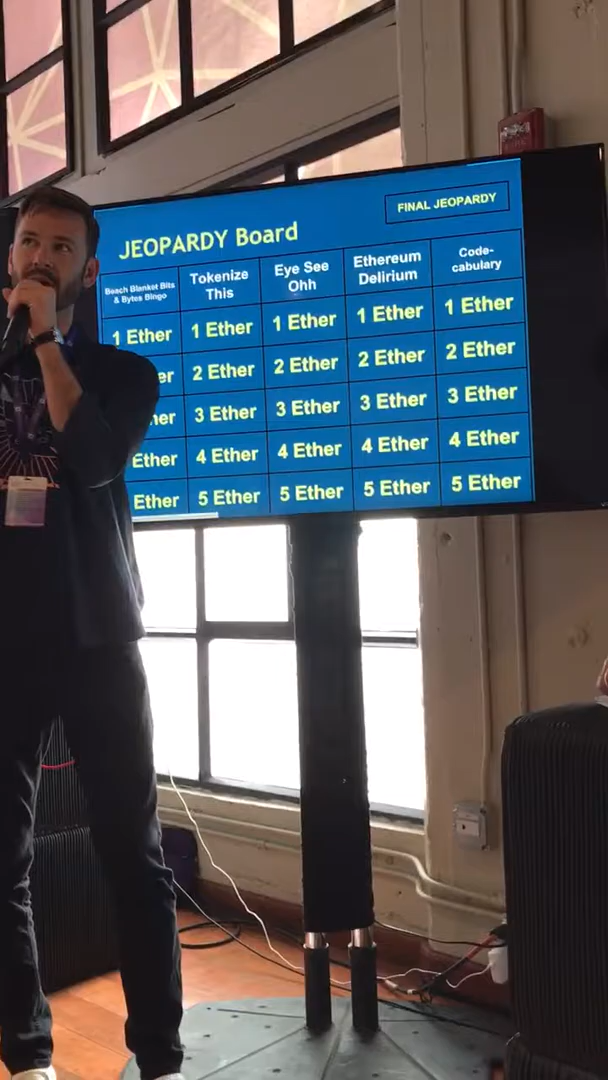 FINAL JEOPARDY
JEOPARDY Board
Beach Blanket Bits & Bytes Bingo
Tokenize This
Eye See Ohh
Ethereum Delirium
Code-cabulary
1 Ether 1 Ether 1 Ether 1 Ether 1 Ether
er 2 Ether 2 Ether 2 Ether 2 Ether
her 3 Ether 3 Ether 3 Ether 3 Ether
Ether 4 Ether 4 Ether 4 Ether 4 Ether
Ether 5 Ether 5 Ether 5 Ether 5 Ether